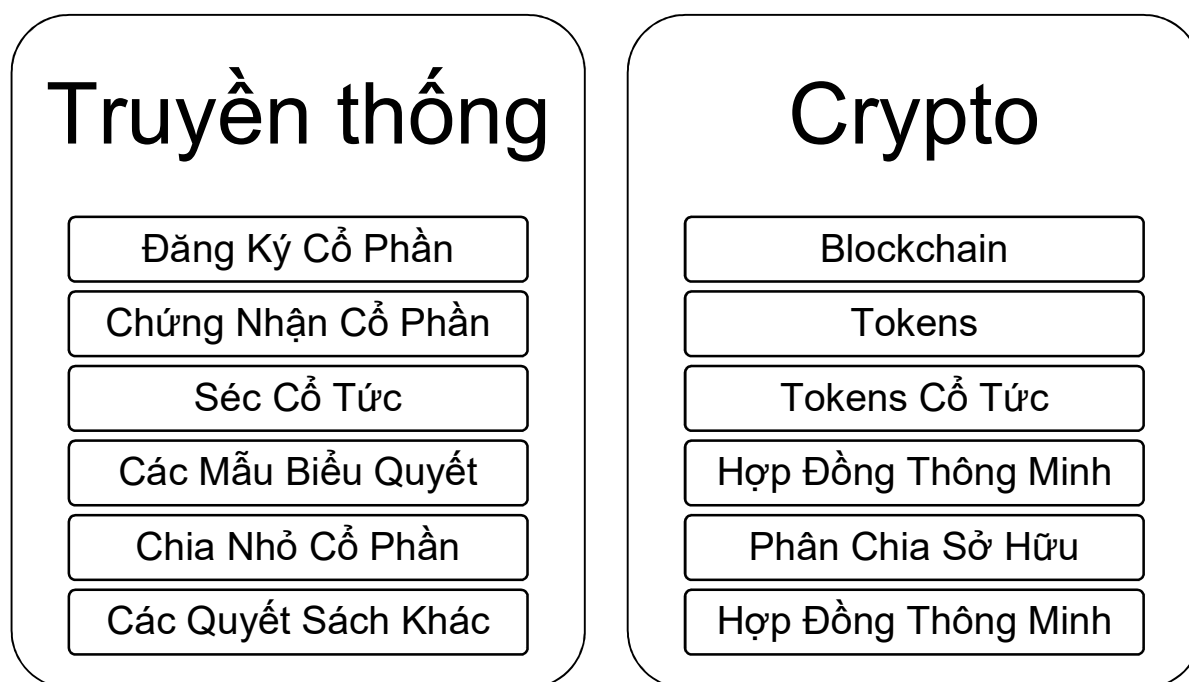 Truyền thống
Đăng Ký Cổ Phần
Chứng Nhận Cổ Phần
Séc Cổ Tức
Các Mẫu Biểu Quyết
Chia Nhỏ Cổ Phần
Các Quyết Sách Khác
Crypto
Blockchain
Tokens
Tokens Cổ Tức
Hợp Đồng Thông Minh
Phân Chia Sở Hữu
Hợp Đồng Thông Minh